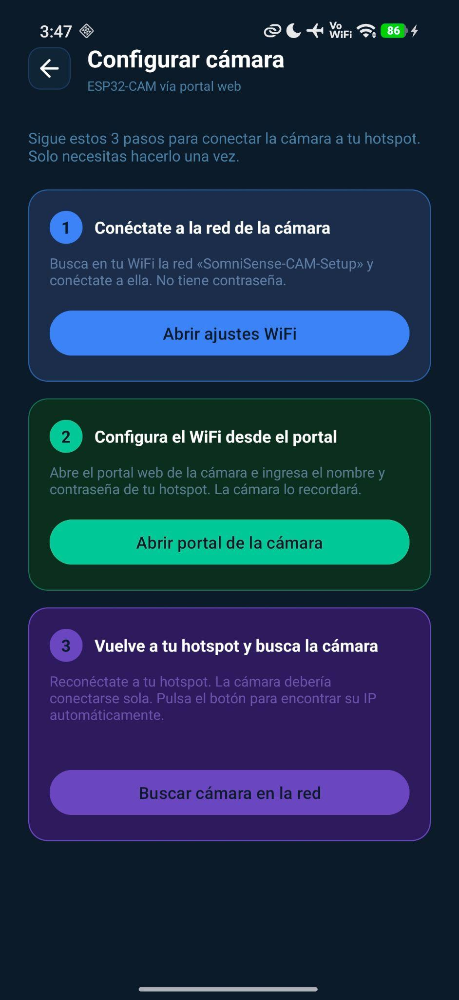 3:47
Vo
WiFi
86
Configurar cámara
ESP32-CAM vía portal web
Sigue estos 3 pasos para conectar la cámara a tu hotspot.
Solo necesitas hacerlo una vez.
1 Conéctate a la red de la cámara
Busca en tu WiFi la red «SomniSense-CAM-Setup» y
conéctate a ella. No tiene contraseña.
Abrir ajustes WiFi
2 Configura el WiFi desde el portal
Abre el portal web de la cámara e ingresa el nombre y
contraseña de tu hotspot. La cámara lo recordará.
Abrir portal de la cámara
3 Vuelve a tu hotspot y busca la cámara
Reconéctate a tu hotspot. La cámara debería
conectarse sola. Pulsa el botón para encontrar su IP
automáticamente.
Buscar cámara en la red